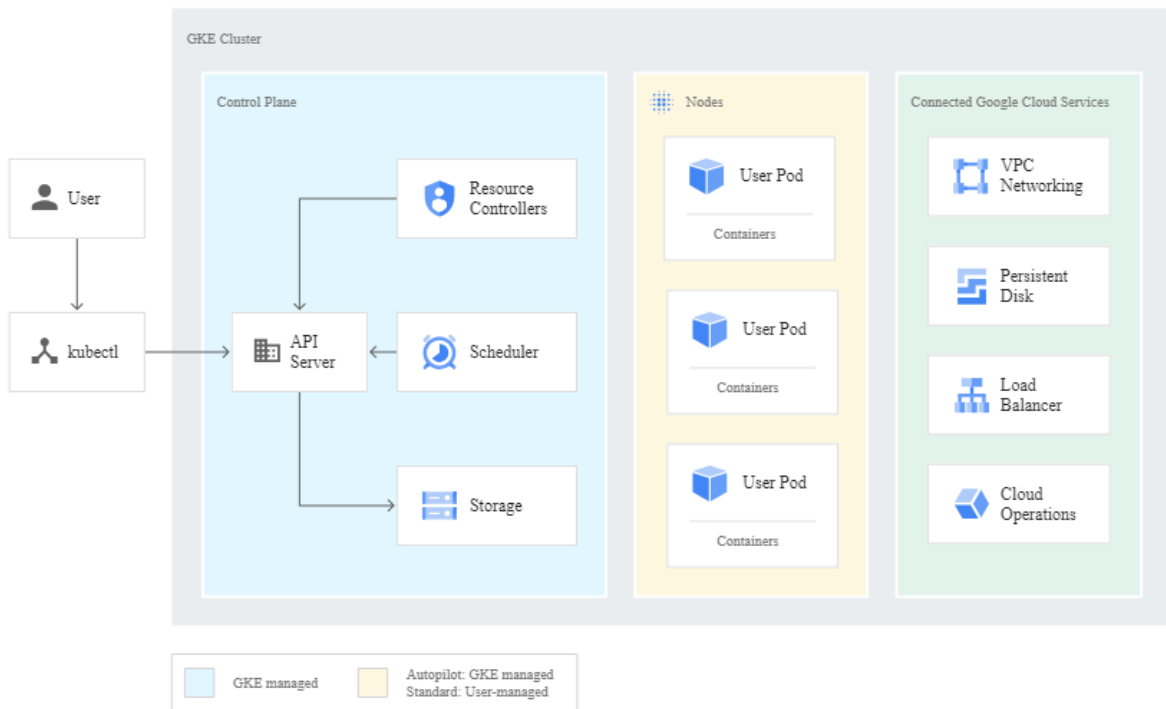 GKE Cluster
Control Plane
Nodes
Connected Google Cloud Services
User
kubectl
Resource
Controllers
API
Server
Scheduler
Storage
User Pod
Containers
User Pod
Containers
User Pod
Containers
VPC
Networking
Persistent
Disk
Load
Balancer
Cloud
Operations
GKE managed
Autopilot: GKE managed
Standard: User-managed